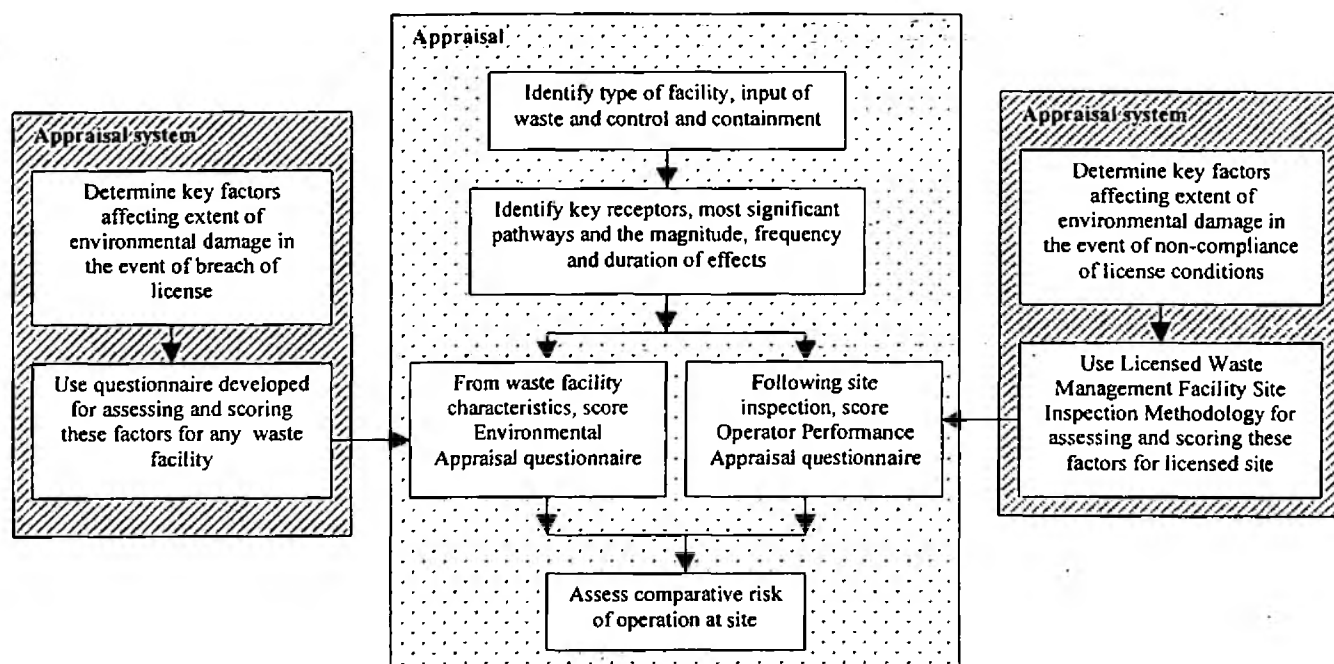 Appraisal
Identify type of facility, input of
waste and control and containment
Identify key receptors, most significant
pathways and the magnitude, frequency
and duration of effects
From waste facility
characteristics, score
Environmental
Appraisal questionnaire
Following site
inspection, score
Operator Performance
Appraisal questionnaire
Assess comparative risk
of operation at site
Appraisal system
Determine key factors
affecting extent of
environmental damage in
the event of breach of
license
Use questionnaire developed
for assessing and scoring
these factors for any waste
facility
Appraisal system
Determine key factors
affecting extent of
environmental damage in
the event of non-compliance
of license conditions
Use Licensed Waste
Management Facility Site
Inspection Methodology for
assessing and scoring these
factors for licensed site